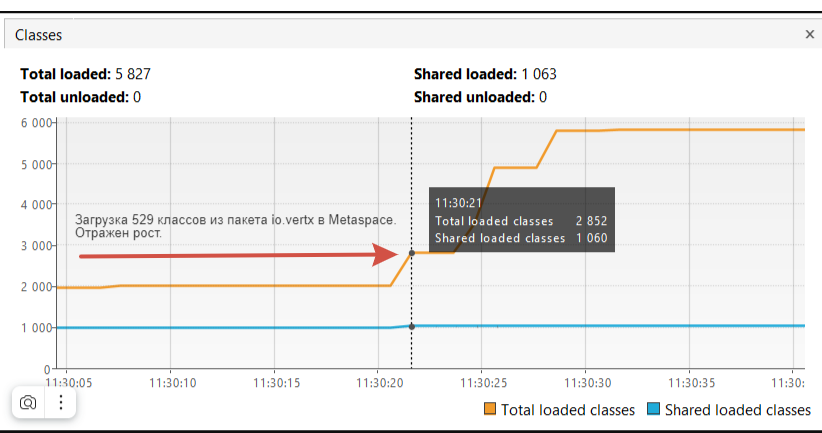 Classes
Total loaded: 5 827 Shared loaded: 1 063
Total unloaded: 0 Shared unloaded: 0
6 000
5 000
4 000
3 000
2 000
1 000
0
Загрузка 529 классов из пакета io.vertx в Metaspace.
Отражен рост.
11:30:21
Total loaded classes 2 852
Shared loaded classes 1 060
11:30:05 11:30:10 11:30:15 11:30:20 11:30:25 11:30:30 11:30:35 11:30:
Total loaded classes Shared loaded classes